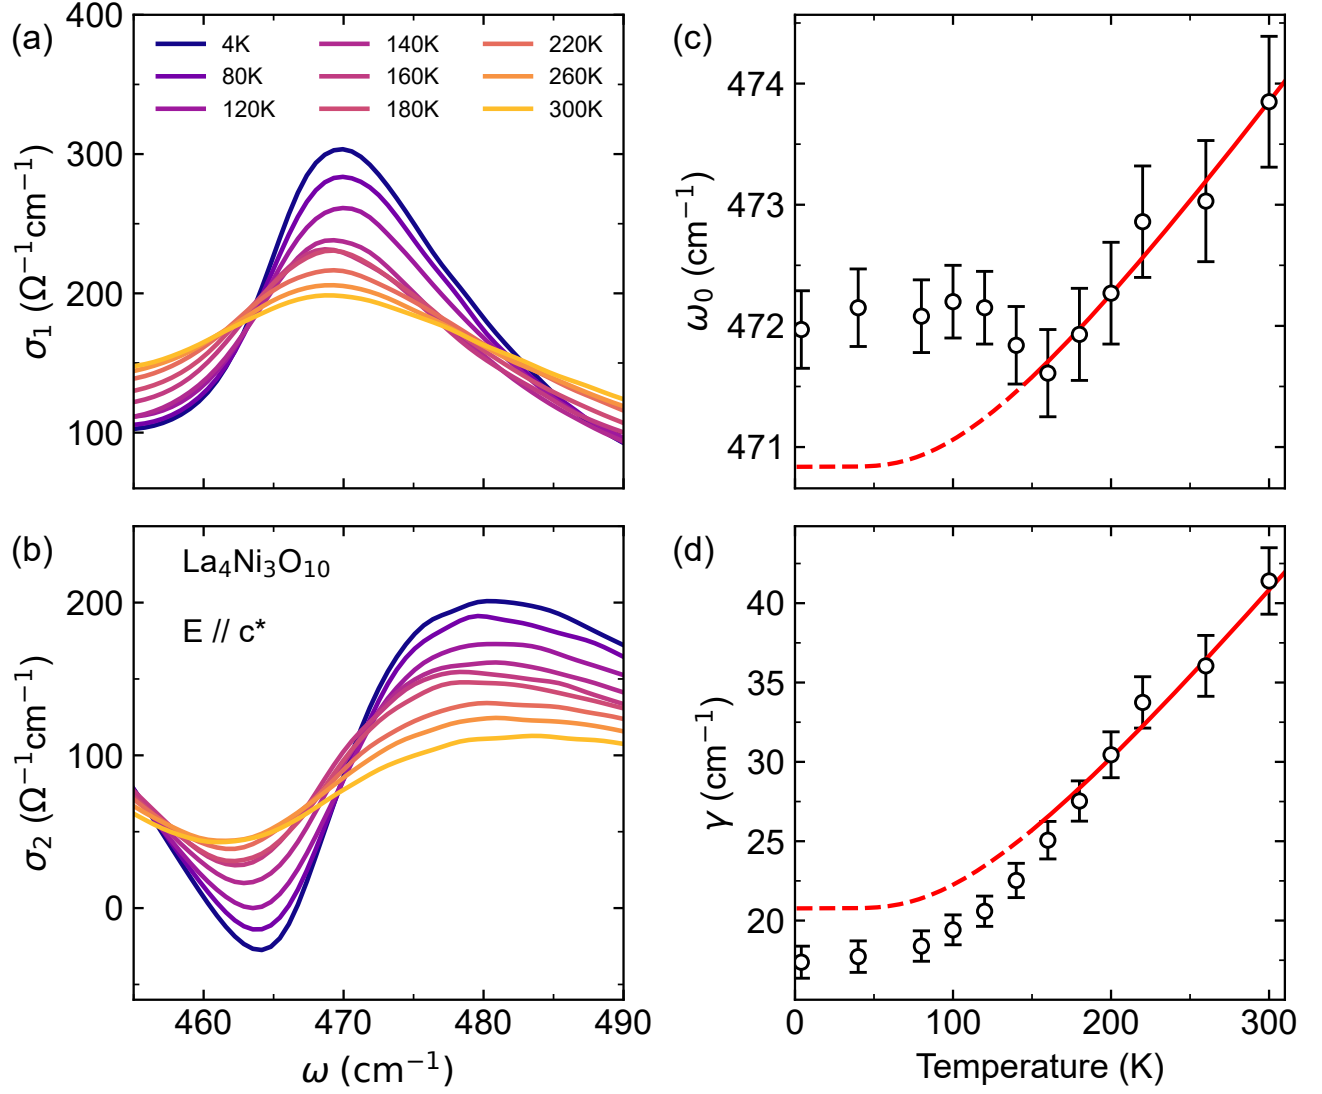 (a)
400
300
200
100
σ₁ (Ω⁻¹cm⁻¹)
4K 140K 220K
80K 160K 260K
120K 180K 300K
(b)
La₄Ni₃O₁₀
E // c*
200
100
0
σ₂ (Ω⁻¹cm⁻¹)
460 470 480 490
ω (cm⁻¹)
(c)
474
473
472
471
ω₀ (cm⁻¹)
(d)
40
35
30
25
20
γ (cm⁻¹)
0 100 200 300
Temperature (K)